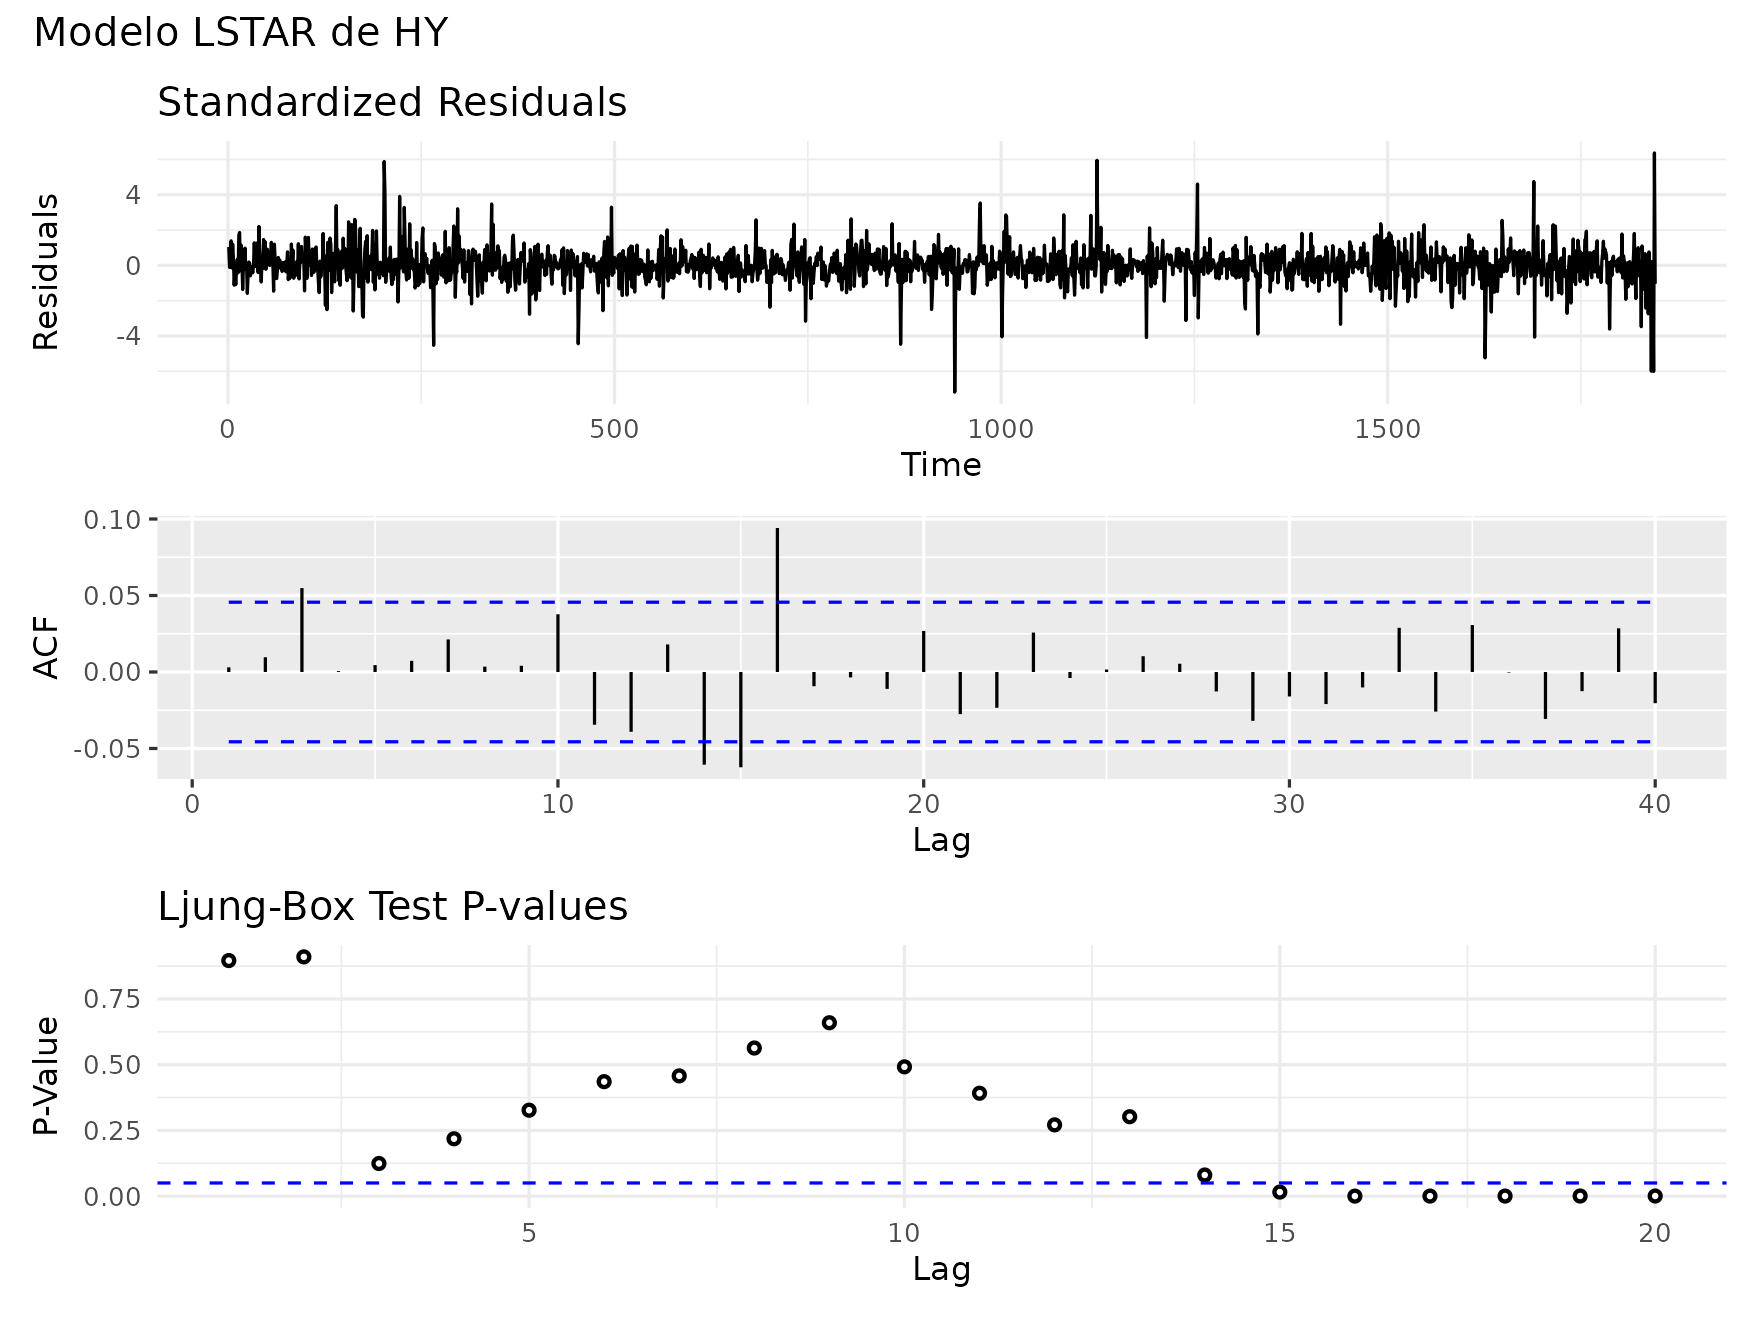 Modelo LSTAR de HY
Standardized Residuals
Residuals
4
0
-4
0 500 1000 1500
Time
ACF
0.10
0.05
0.00
-0.05
0 10 20 30 40
Lag
Ljung-Box Test P-values
P-Value
0.75
0.50
0.25
0.00
5 10 15 20
Lag